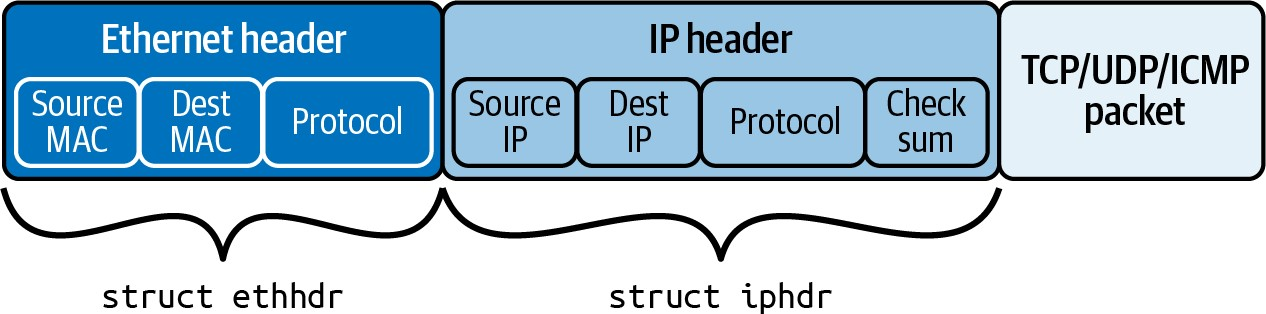 Ethernet header
Source
MAC
Dest
MAC
Protocol
IP header
Source
IP
Dest
IP
Protocol
Check
sum
TCP/UDP/ICMP
packet
struct ethhdr
struct iphdr